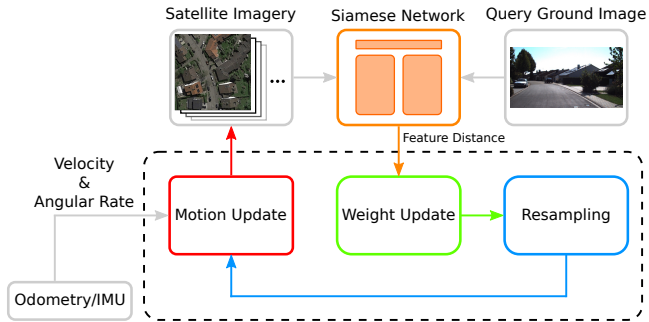 Satellite Imagery
Siamese Network
Query Ground Image
...
Feature Distance
Velocity
&
Angular Rate
Motion Update
Weight Update
Resampling
Odometry/IMU